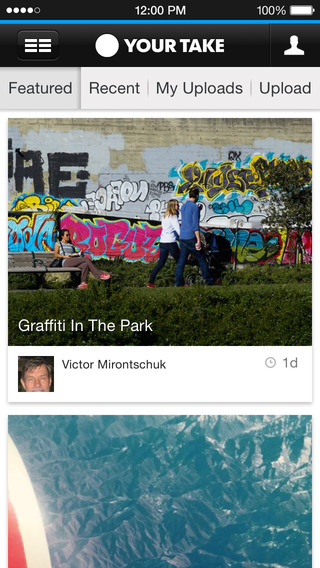 12:00 PM
100%
YOUR TAKE
Featured
Recent
My Uploads
Upload
Graffiti In The Park
Victor Mirontschuk
1d